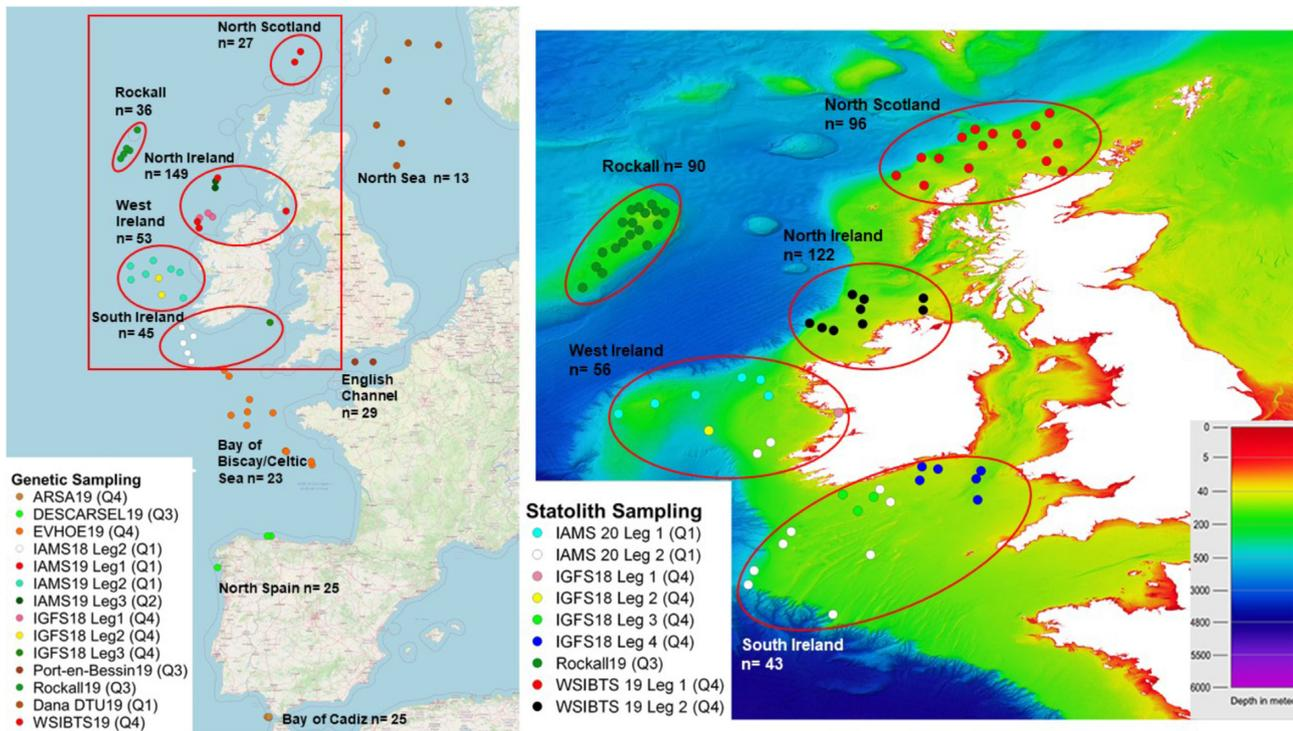 North Scotland
n= 27
Rockall
n= 36
North Ireland
n= 149
West
Ireland
n= 53
South Ireland
n= 45
North Sea n= 13
English
Channel
n= 29
Bay of
Biscay/Celtic
Sea n= 23
North Spain n= 25
Bay of Cadiz n= 25
Genetic Sampling
ARSA19 (Q4)
DESCARSEL19 (Q3)
EVHOE19 (Q4)
IAMS18 Leg2 (Q1)
IAMS19 Leg1 (Q1)
IAMS19 Leg2 (Q1)
IAMS19 Leg3 (Q2)
IGFS18 Leg1 (Q4)
IGFS18 Leg2 (Q4)
IGFS18 Leg3 (Q4)
Port-en-Bessin19 (Q3)
Rockall19 (Q3)
Dana DTU19 (Q1)
WSIBTS19 (Q4)
North Scotland
n= 96
Rockall n= 90
North Ireland
n= 122
West Ireland
n= 56
South Ireland
n= 43
Statolith Sampling
IAMS 20 Leg 1 (Q1)
IAMS 20 Leg 2 (Q1)
IGFS18 Leg 1 (Q4)
IGFS18 Leg 2 (Q4)
IGFS18 Leg 3 (Q4)
IGFS18 Leg 4 (Q4)
Rockall19 (Q3)
WSIBTS 19 Leg 1 (Q4)
WSIBTS 19 Leg 2 (Q4)
0
5
40
200
2500
3000
4800
5500
6000
Depth in mete